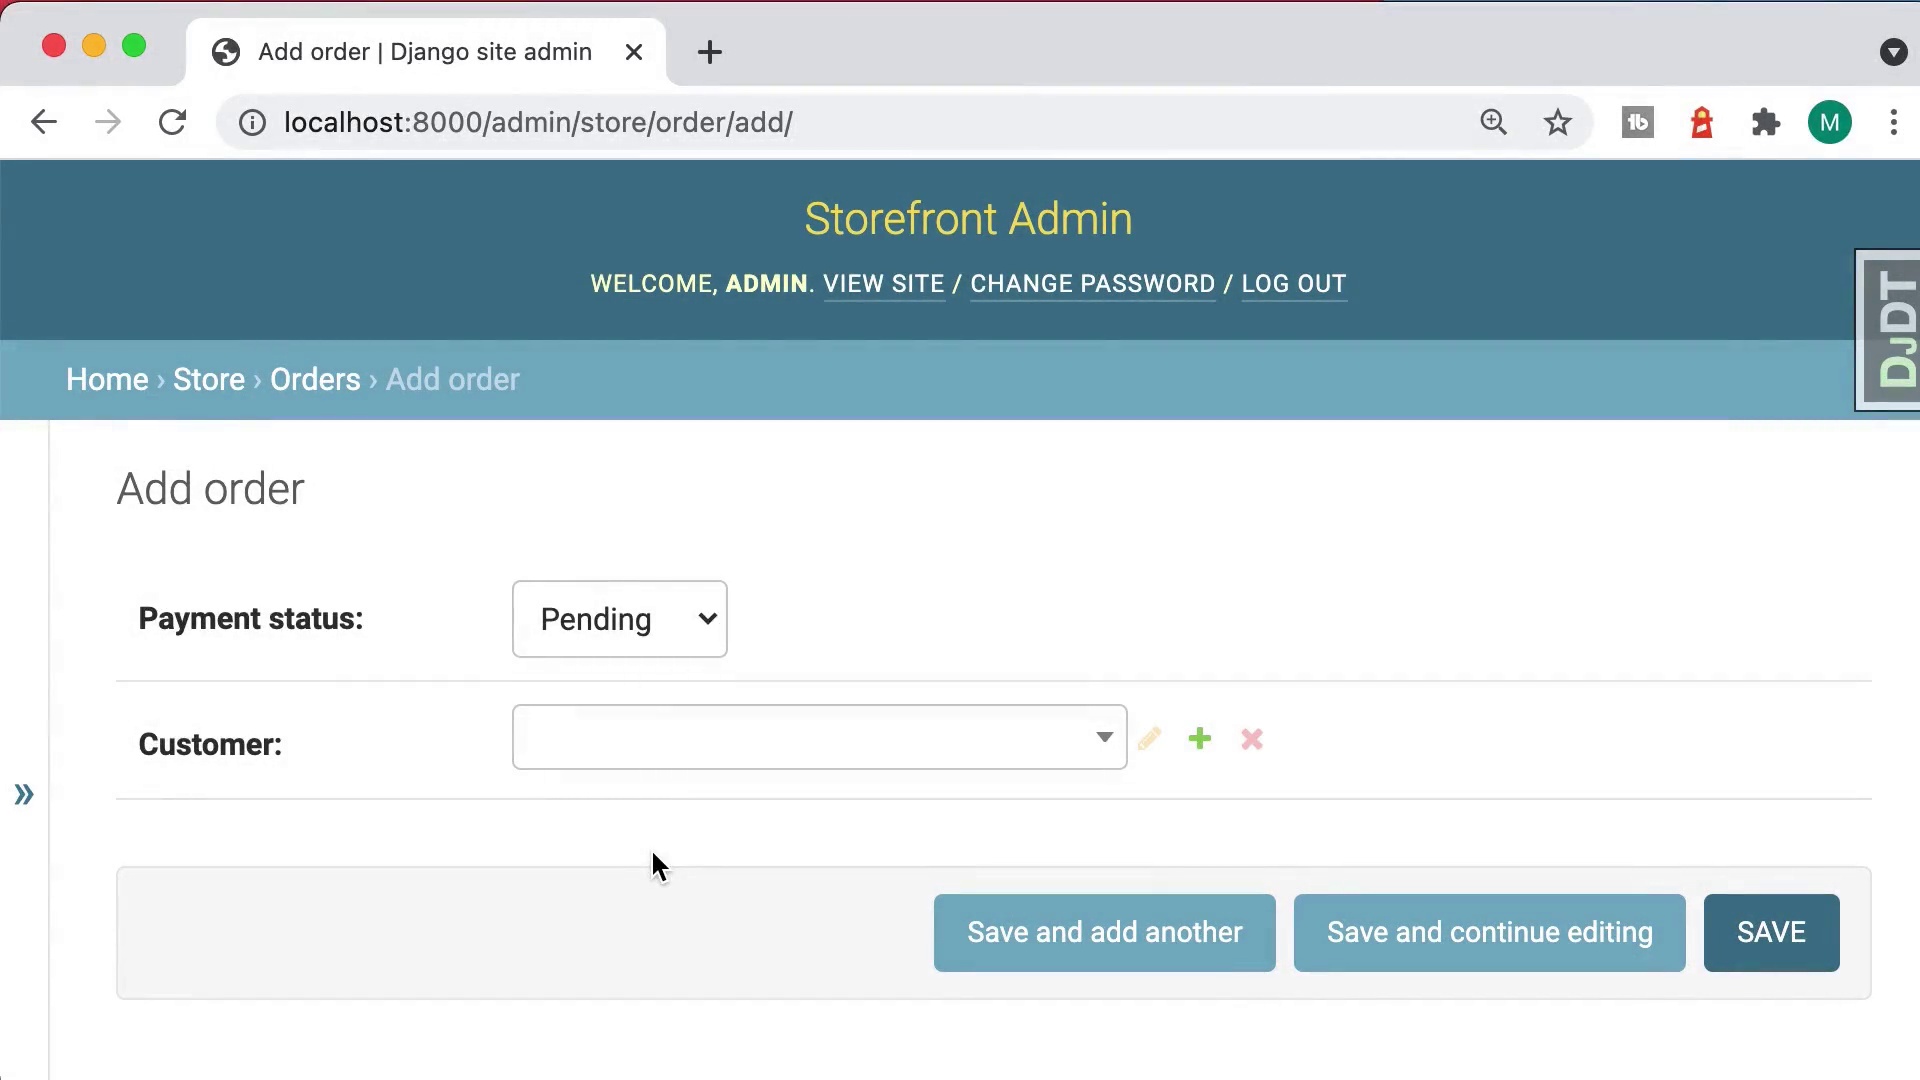 Add order | Django site admin
localhost:8000/admin/store/order/add/
M
Storefront Admin
WELCOME, ADMIN. VIEW SITE / CHANGE PASSWORD / LOG OUT
DJDT
Home › Store › Orders › Add order
Add order
Payment status: Pending
Customer:
»
Save and add another Save and continue editing SAVE